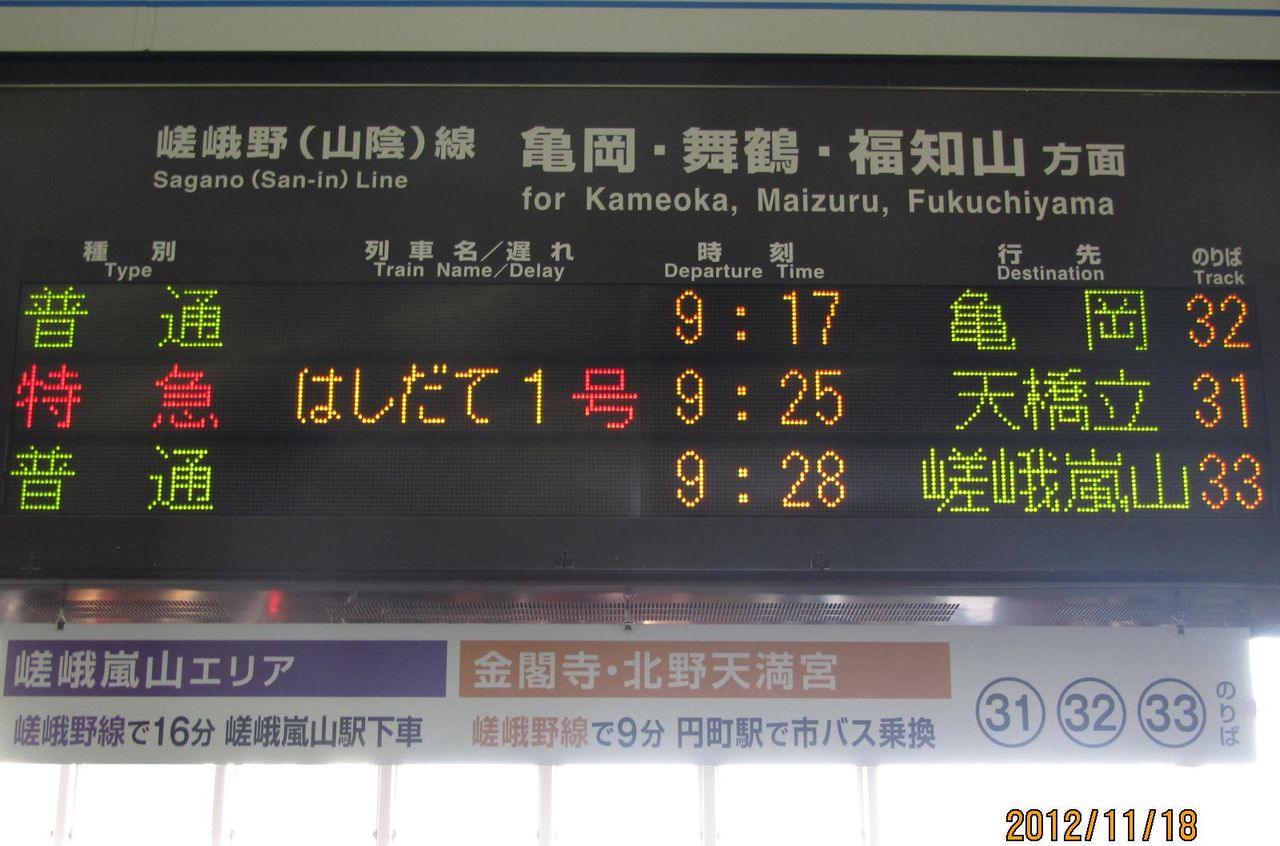 嵯峨野(山陰)線 亀岡・舞鶴・福知山 方面
Sagano (San-in) Line for Kameoka, Maizuru, Fukuchiyama
種別 列車名/遅れ 時刻 行先 のりば
Type Train Name/Delay Departure Time Destination Track
普通 9:17 亀岡 32
特急 はしだて1号 9:25 天橋立 31
普通 9:28 嵯峨嵐山 33
嵯峨嵐山エリア 金閣寺・北野天満宮
嵯峨野線で16分 嵯峨嵐山駅下車 嵯峨野線で9分 円町駅で市バス乗換 31 32 33 のりば
2012/11/18